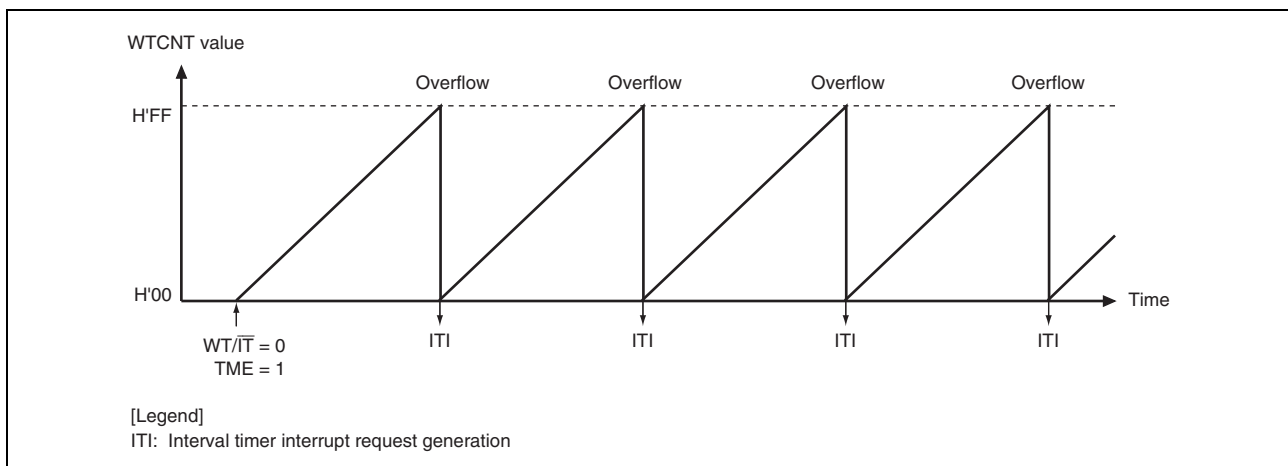 WTCNT value
Overflow Overflow Overflow Overflow
H'FF
H'00
Time
WT/I̅T̅ = 0
TME = 1
ITI ITI ITI ITI
[Legend]
ITI: Interval timer interrupt request generation